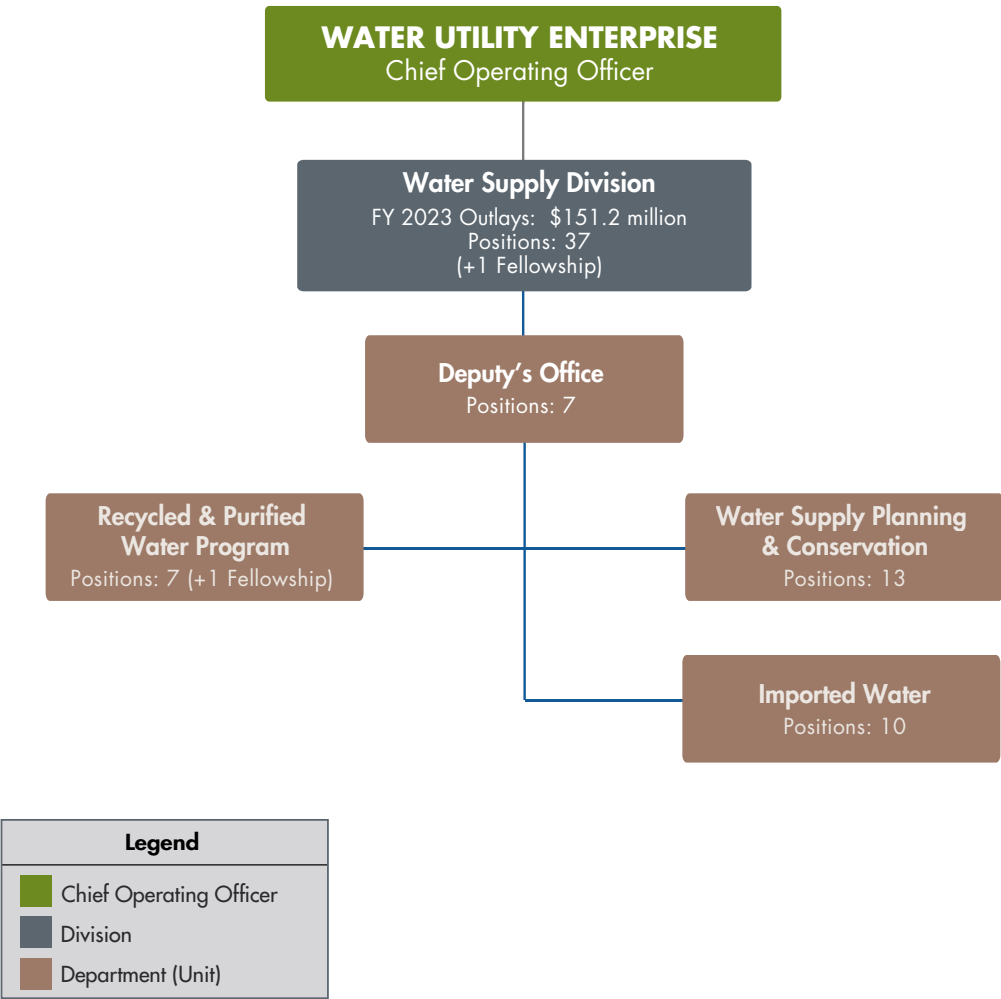 WATER UTILITY ENTERPRISE
Chief Operating Officer
Water Supply Division
FY 2023 Outlays: $151.2 million
Positions: 37
(+1 Fellowship)
Deputy’s Office
Positions: 7
Recycled & Purified
Water Program
Positions: 7 (+1 Fellowship)
Water Supply Planning
& Conservation
Positions: 13
Imported Water
Positions: 10
Legend
Chief Operating Officer
Division
Department (Unit)